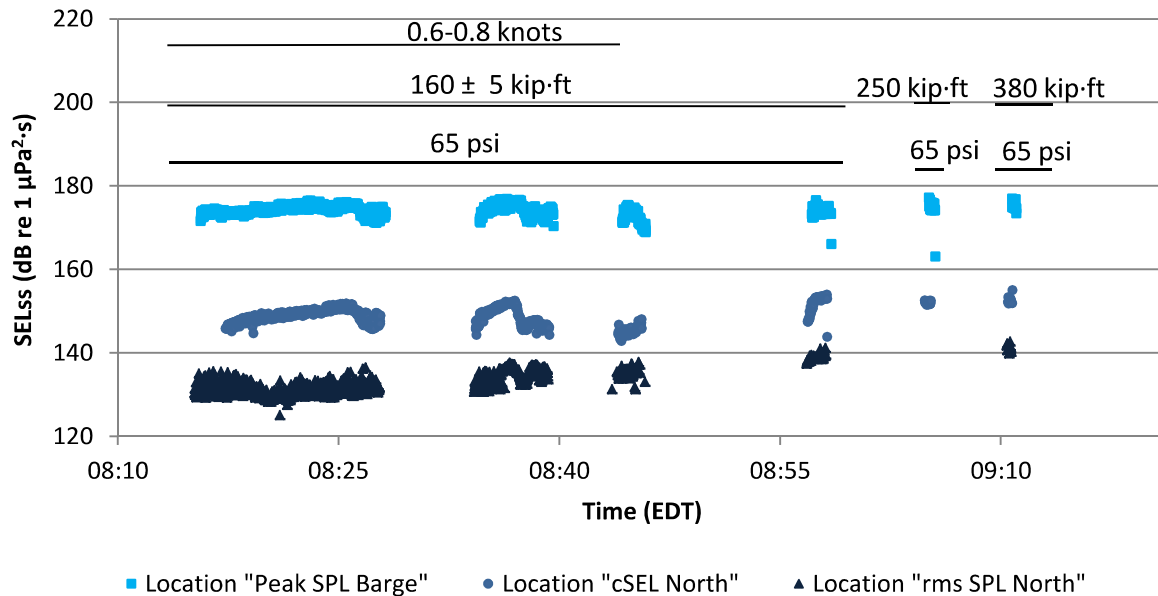 220
0.6-0.8 knots
160 ± 5 kip·ft
250 kip·ft
380 kip·ft
200
65 psi
65 psi
65 psi
180
160
140
120
SELss (dB re 1 µPa²·s)
08:10
08:25
08:40
08:55
09:10
Time (EDT)
Location "Peak SPL Barge"
Location "cSEL North"
Location "rms SPL North"